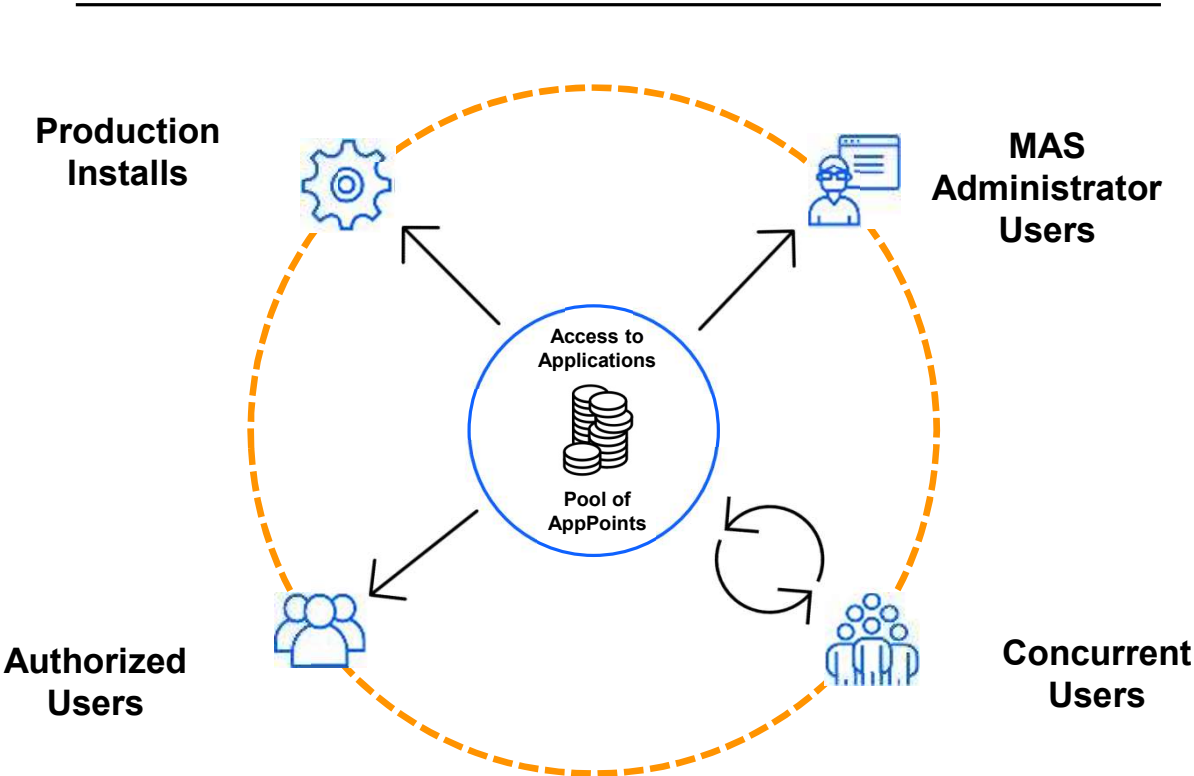 Production
Installs
MAS
Administrator
Users
Access to
Applications
Pool of
AppPoints
Authorized
Users
Concurrent
Users